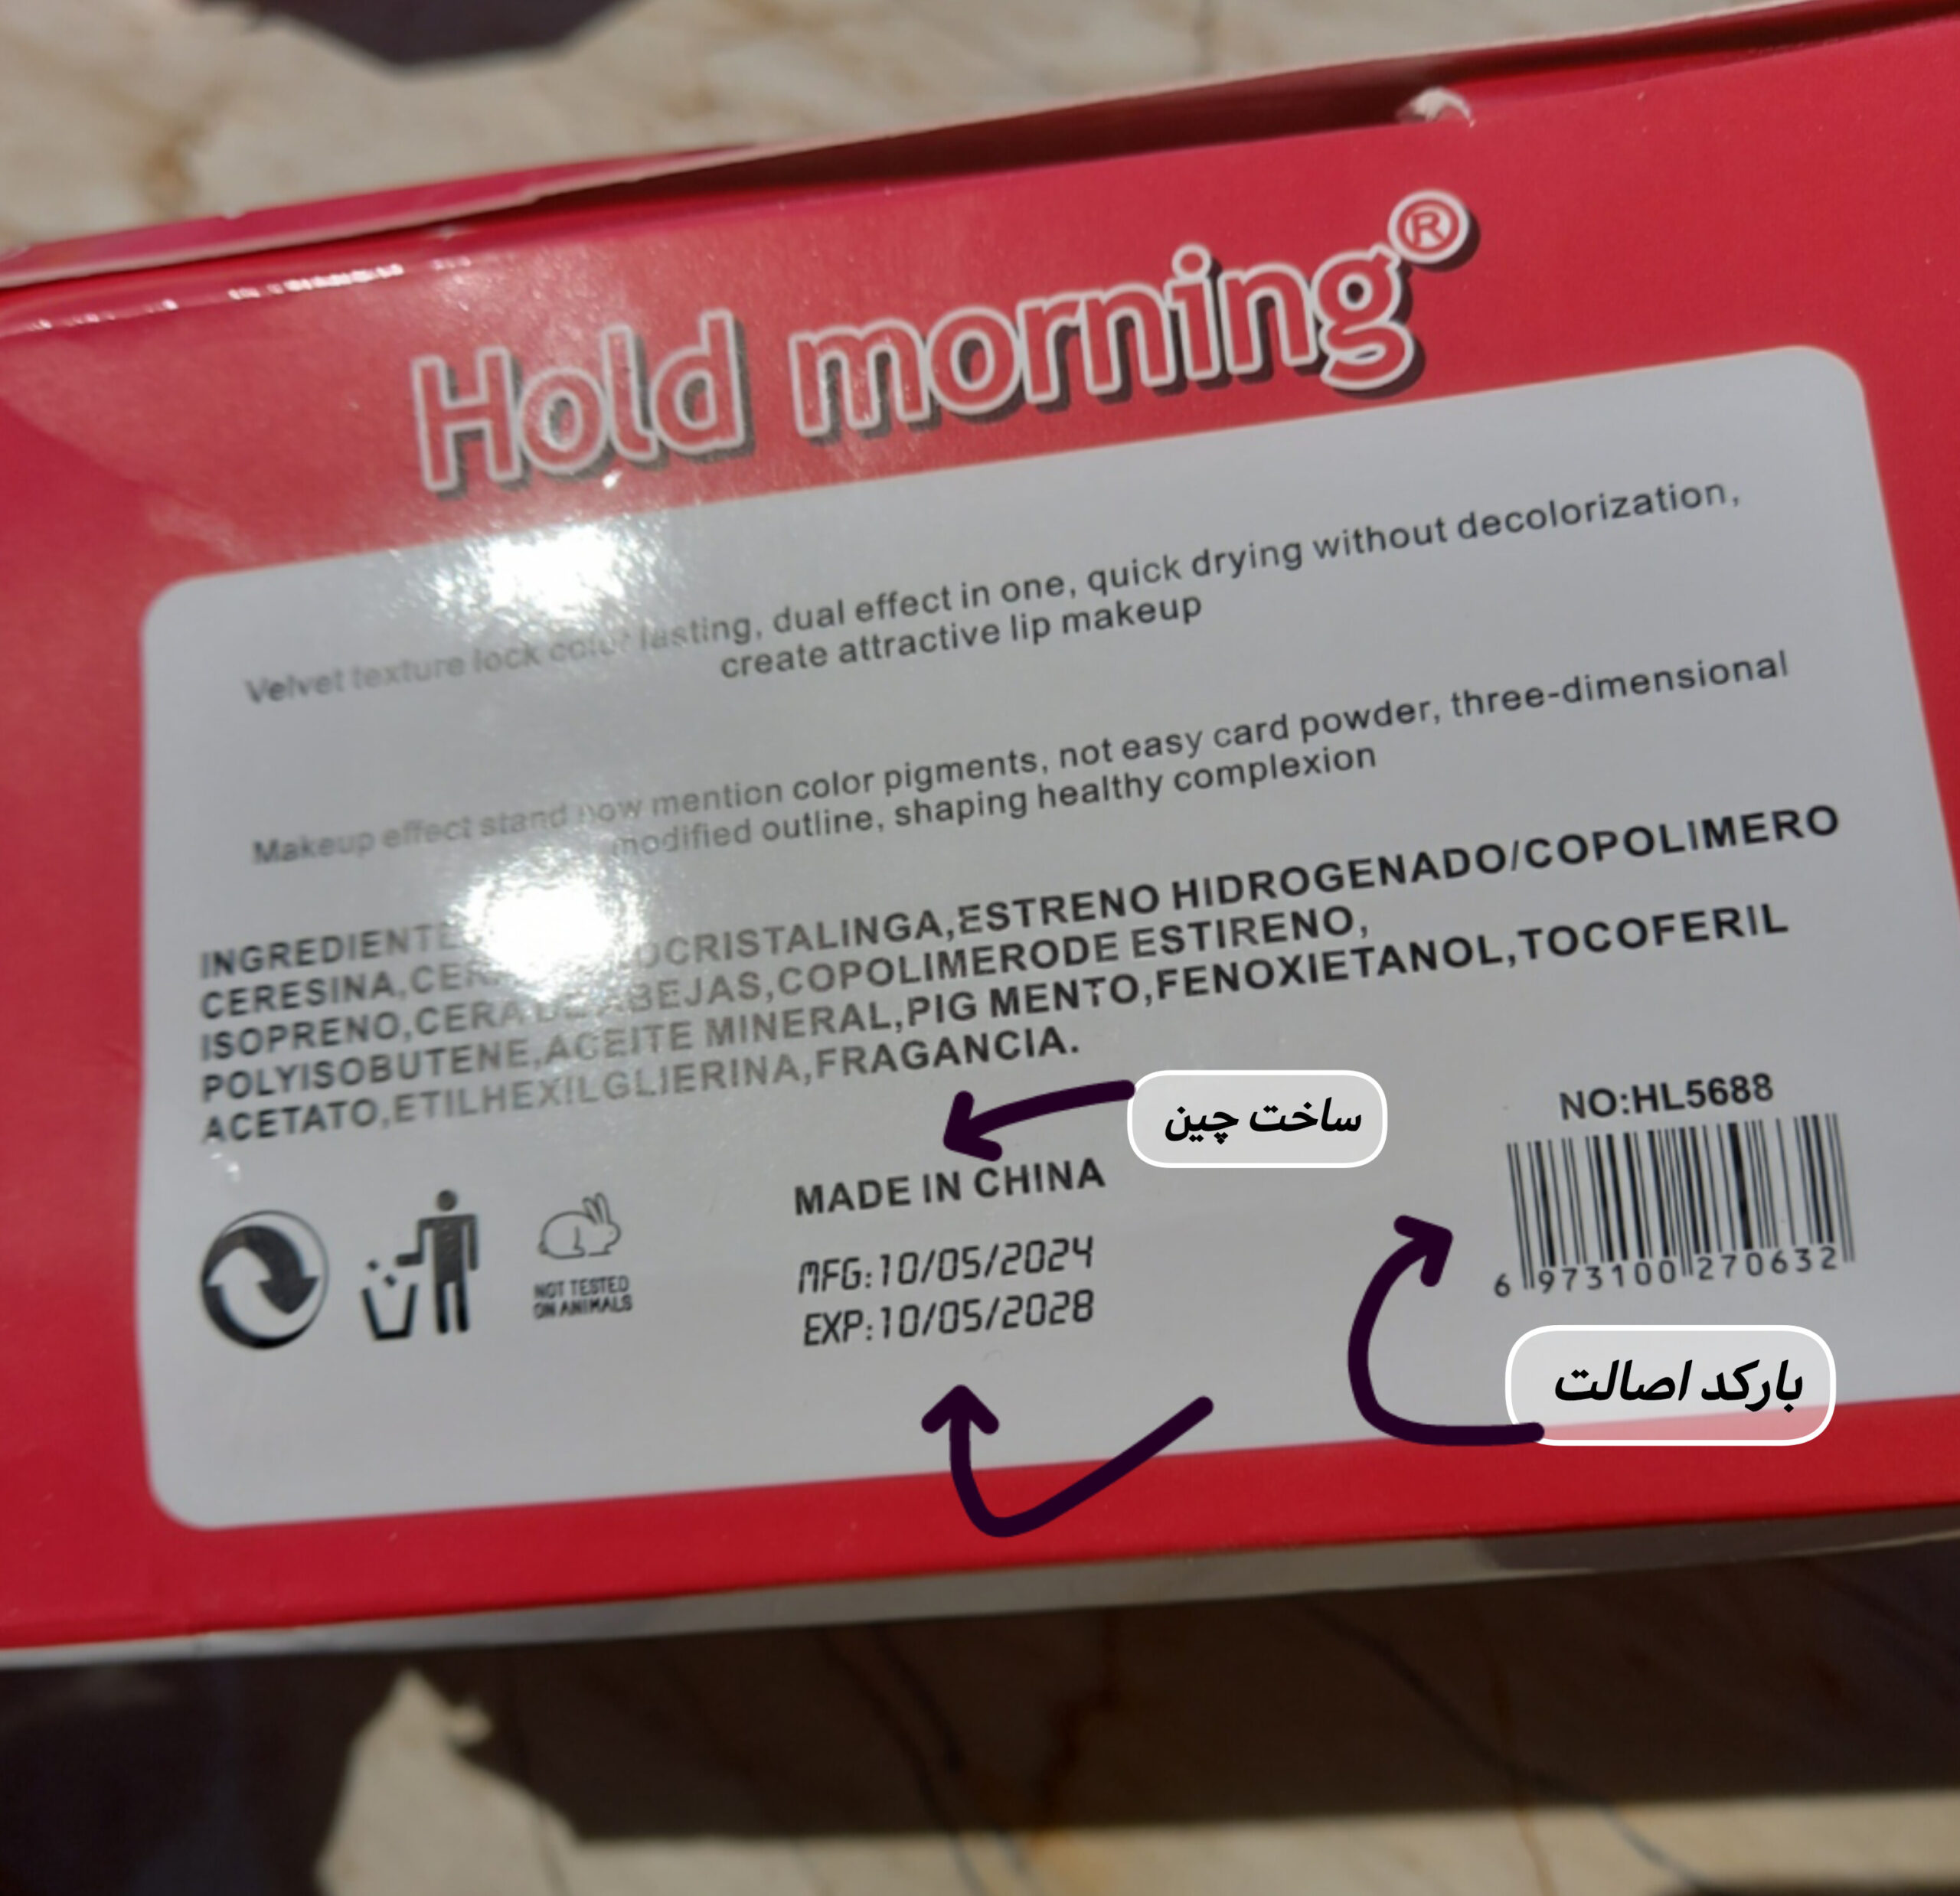 Hold morning®
Velvet texture lock color lasting, dual effect in one, quick drying without decolorization,
create attractive lip makeup
Makeup effect stand now mention color pigments, not easy card powder, three-dimensional
modified outline, shaping healthy complexion
OCRISTALINGA,ESTRENO HIDROGENADO/COPOLIMERO
CERESINA, ABEJAS,COPOLIMERODE ESTIRENO,
ISOPRENO,CERA MINERAL,PIG MENTO,FENOXIETANOL,TOCOFERIL
POLYISOBUTENE,ACEITE
ACETATO,ETILHEXILGLIERINA,FRAGANCIA.
ساخت چین
NO:HL5688
MADE IN CHINA
NOT TESTED
ON ANIMALS
MFG:10/05/2024
EXP:10/05/2028
6 973100 270632
بارکد اصالت